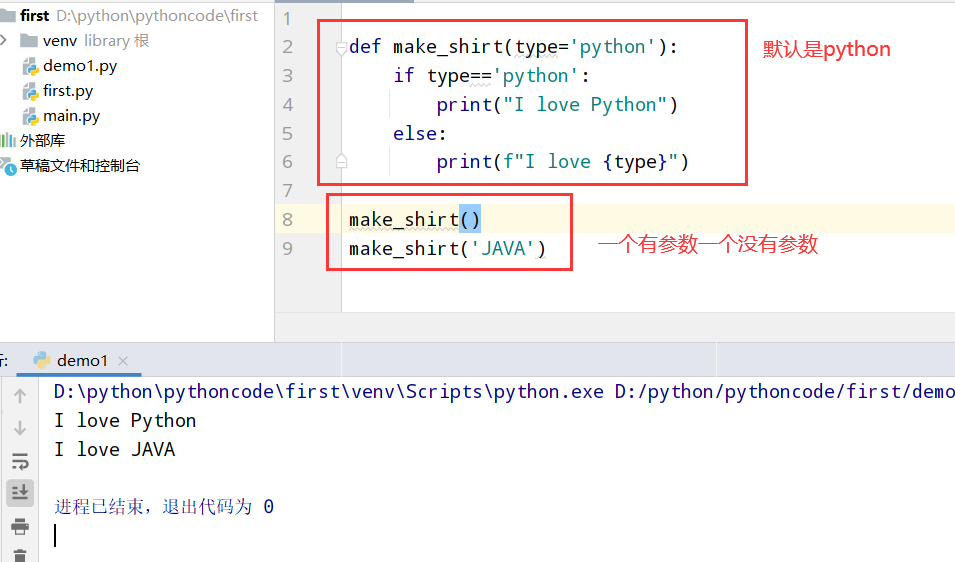 first D:\python\pythoncode\first
venv library 根
demo1.py
first.py
main.py
外部库
草稿文件和控制台
1
2 def make_shirt(type='python'):
3 if type=='python':
4 print("I love Python")
5 else:
6 print(f"I love {type}")
7
8 make_shirt()
9 make_shirt('JAVA')
默认是python
一个有参数一个没有参数
demo1
D:\python\pythoncode\first\venv\Scripts\python.exe D:/python/pythoncode/first/demo
I love Python
I love JAVA
进程已结束，退出代码为 0